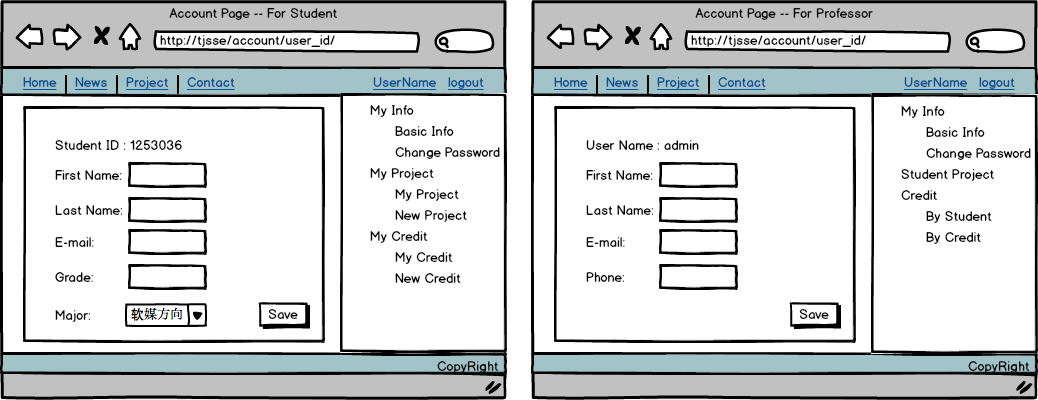 Account Page -- For Student
http://tjsse/account/user_id/
Home News Project Contact UserName logout
Student ID : 1253036
First Name:
Last Name:
E-mail:
Grade:
Major: 软媒方向
Save
My Info
Basic Info
Change Password
My Project
My Project
New Project
My Credit
My Credit
New Credit
CopyRight
Account Page -- For Professor
http://tjsse/account/user_id/
Home News Project Contact UserName logout
User Name : admin
First Name:
Last Name:
E-mail:
Phone:
Save
My Info
Basic Info
Change Password
Student Project
Credit
By Student
By Credit
CopyRight